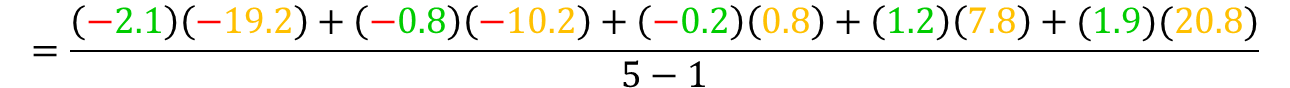 = \frac{(−2.1)(−19.2) + (−0.8)(−10.2) + (−0.2)(0.8) + (1.2)(7.8) + (1.9)(20.8)}{5 − 1}